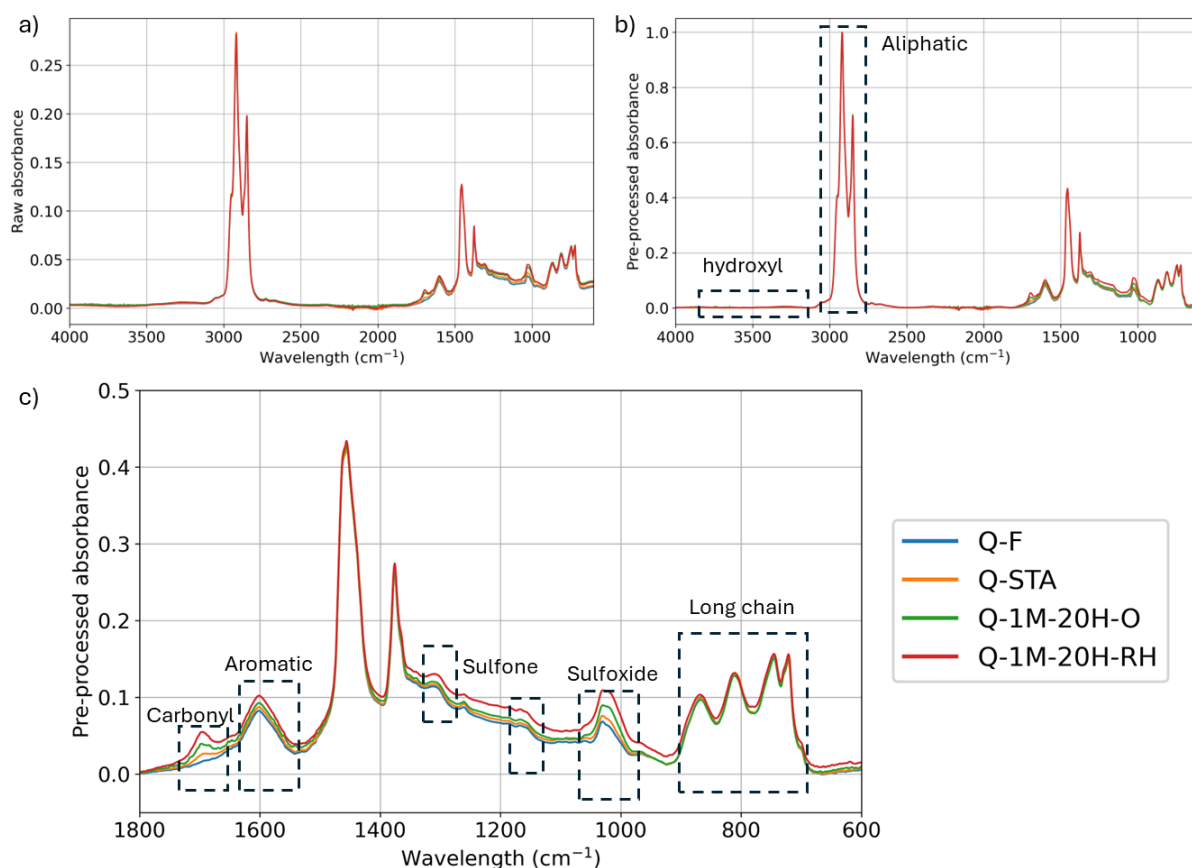 a)
Raw absorbance
0.25
0.20
0.15
0.10
0.05
0.00
4000 3000 2500 2000 1500 1000
Wavelength (cm⁻¹)
b)
Pre-processed absorbance
1.0
0.8
0.6
0.4
0.2
0.0
Aliphatic
hydroxyl
4000 3000 2500 2000 1500 1000
Wavelength (cm⁻¹)
c)
Pre-processed absorbance
0.5
0.4
0.3
0.2
0.1
0.0
Carbonyl
Aromatic
Sulfone
Sulfoxide
Long chain
1800 1600 1400 1200 1000 800 600
Wavelength (cm⁻¹)
Q-F
Q-STA
Q-1M-20H-O
Q-1M-20H-RH